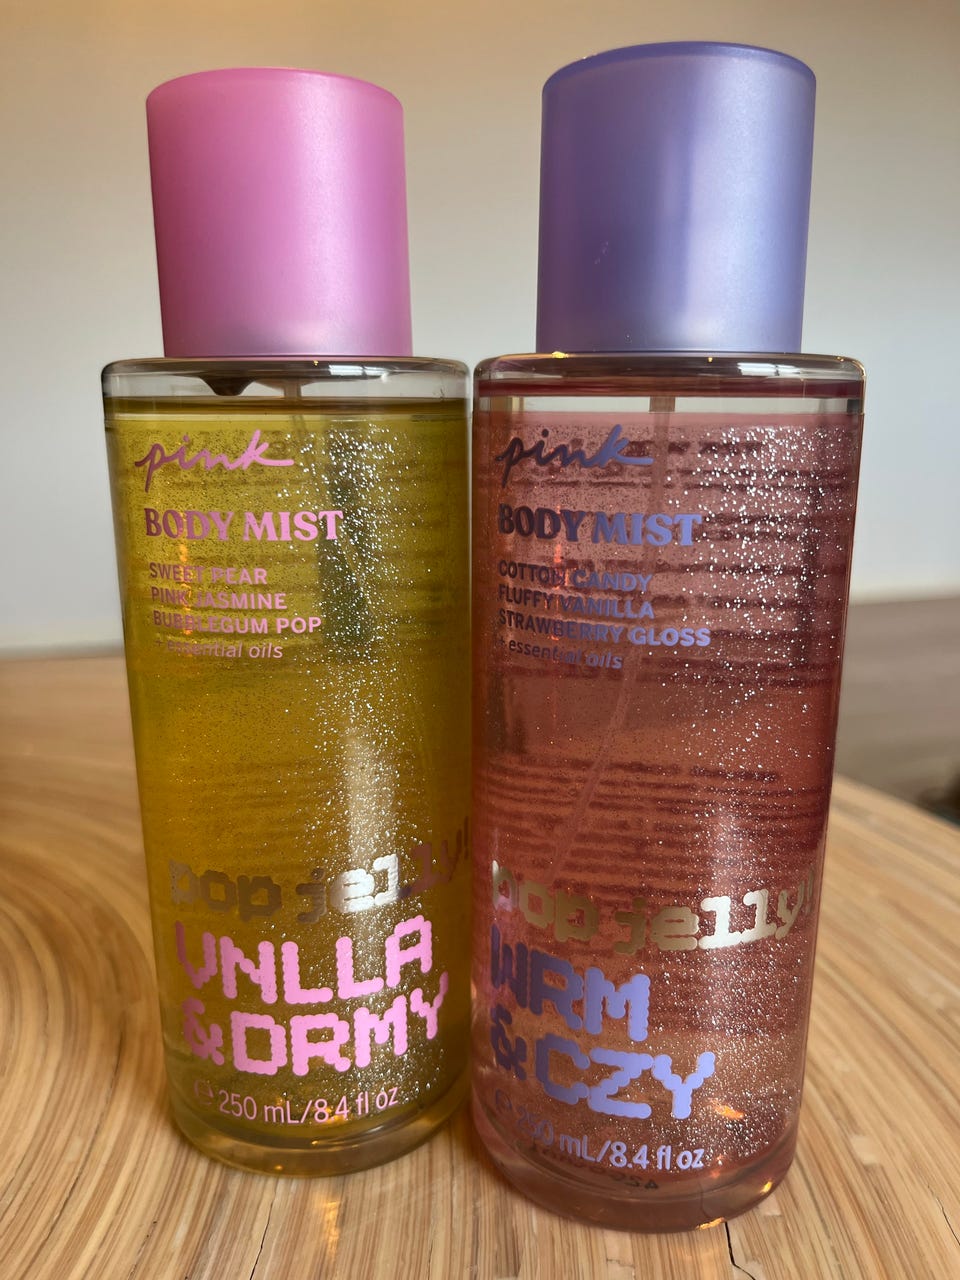 pink
BODY MIST
SWEET PEAR
PINK JASMINE
BUBBLEGUM POP
+ essential oils
pop jelly!
VNLLA
&DRMY
℮ 250 mL/8.4 fl oz
pink
BODY MIST
COTTON CANDY
FLUFFY VANILLA
STRAWBERRY GLOSS
+ essential oils
pop jelly!
WRM
&CZY
℮ 250 mL/8.4 fl oz